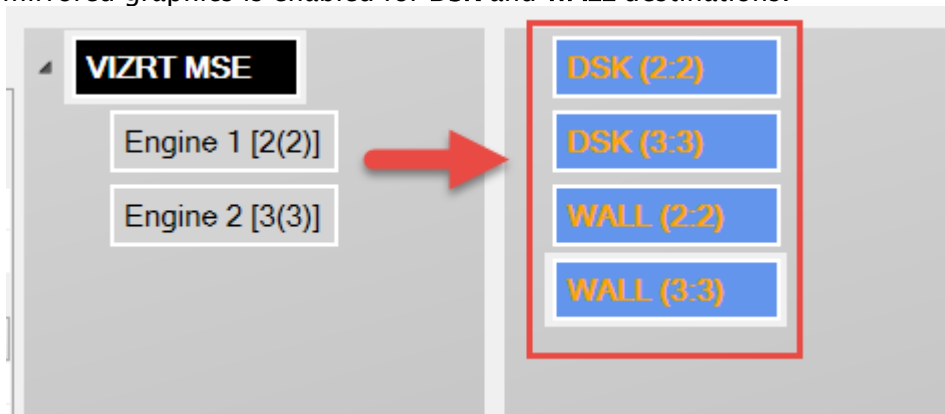 mirrored graphics is enabled for DSK and WALL destinations.
VIZRT MSE
Engine 1 [2(2)]
Engine 2 [3(3)]
DSK (2:2)
DSK (3:3)
WALL (2:2)
WALL (3:3)